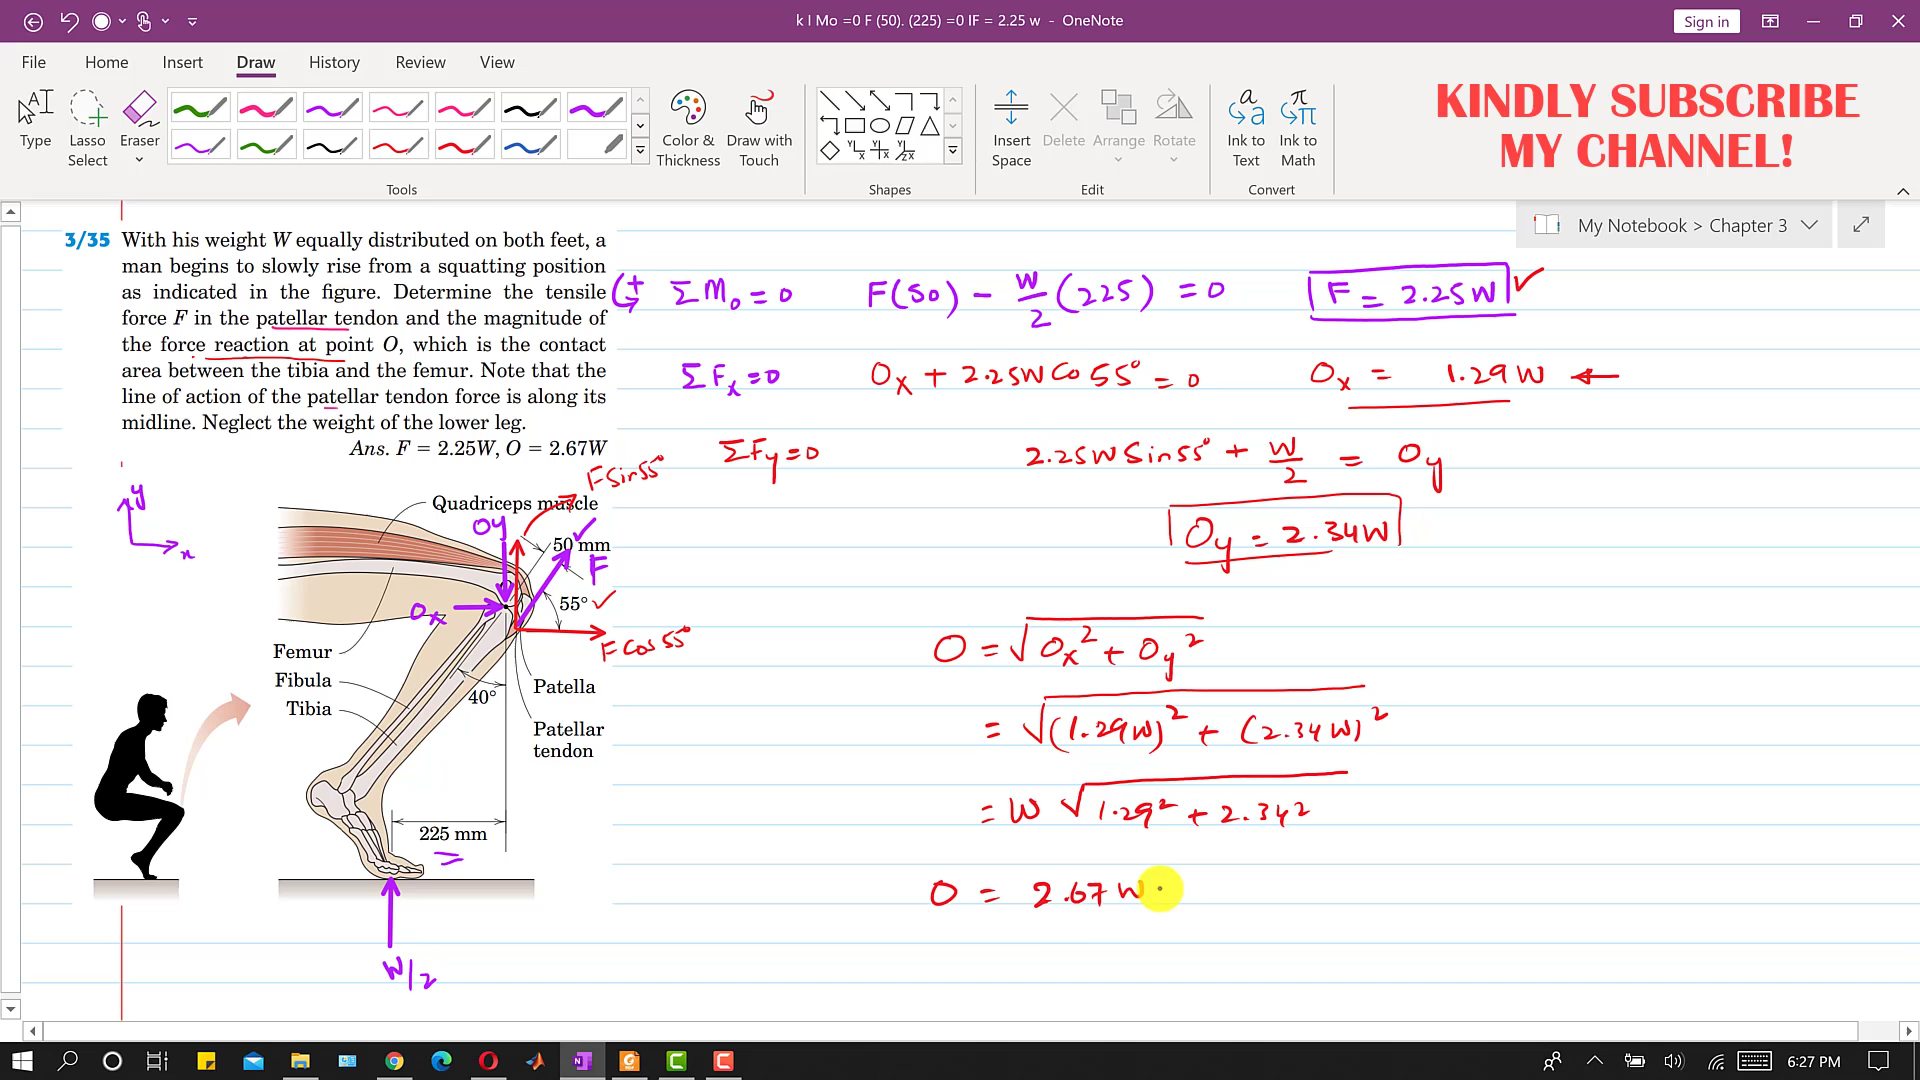 k I Mo =0 F (50). (225) =0 IF = 2.25 w - OneNote
Sign in
File Home Insert Draw History Review View
KINDLY SUBSCRIBE
MY CHANNEL!
Type
Lasso
Select
Eraser
Color &
Thickness
Draw with
Touch
Insert
Space
Delete
Arrange
Rotate
Ink to
Text
Ink to
Math
Tools
Shapes
Edit
Convert
My Notebook > Chapter 3
3/35 With his weight W equally distributed on both feet, a
man begins to slowly rise from a squatting position
as indicated in the figure. Determine the tensile
force F in the patellar tendon and the magnitude of
the force reaction at point O, which is the contact
area between the tibia and the femur. Note that the
line of action of the patellar tendon force is along its
midline. Neglect the weight of the lower leg.
Ans. F = 2.25W, O = 2.67W
(+ ΣMo = 0 F(50) - W/2 (225) = 0 F = 2.25W
ΣFx = 0 Ox + 2.25W Cos 55° = 0 Ox = 1.29W
ΣFy = 0 2.25W Sin 55° + W/2 = Oy
Oy = 2.34W
O = √Ox² + Oy²
= √(1.29W)² + (2.34W)²
= W √1.29² + 2.34²
O = 2.67W
y
x
F sin 55°
Quadriceps muscle
Oy
50 mm
F
55°
Ox
F cos 55°
Femur
Fibula
Tibia
40°
Patella
Patellar
tendon
225 mm
W/2
6:27 PM